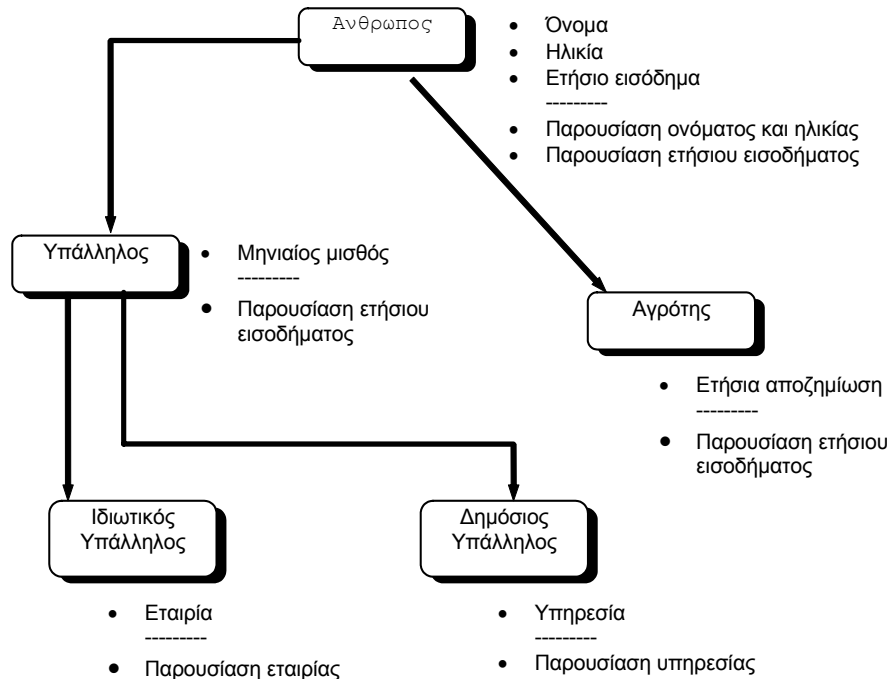 Άνθρωπος
• Όνομα
• Ηλικία
• Ετήσιο εισόδημα
---------
• Παρουσίαση ονόματος και ηλικίας
• Παρουσίαση ετήσιου εισοδήματος
Υπάλληλος
• Μηνιαίος μισθός
---------
• Παρουσίαση ετήσιου
εισοδήματος
Αγρότης
• Ετήσια αποζημίωση
---------
• Παρουσίαση ετήσιου
εισοδήματος
Ιδιωτικός
Υπάλληλος
• Εταιρία
---------
• Παρουσίαση εταιρίας
Δημόσιος
Υπάλληλος
• Υπηρεσία
---------
• Παρουσίαση υπηρεσίας